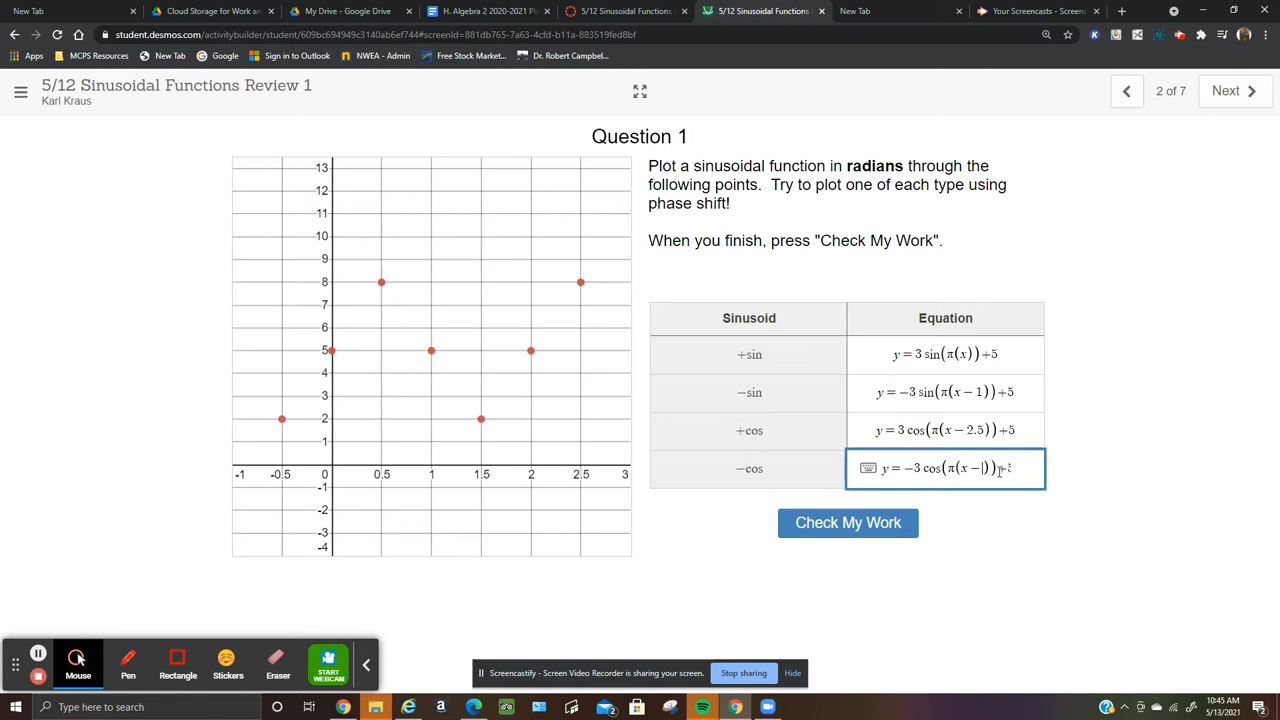 New Tab
Cloud Storage for Work an
My Drive - Google Drive
H. Algebra 2 2020-2021 Pl
5/12 Sinusoidal Functions
5/12 Sinusoidal Functions
New Tab
Your Screencasts - Screenc
student.desmos.com/activitybuilder/student/609bc694949c3140ab6ef744#screenId=881db765-7a63-4cfd-b11a-883519fed8bf
Apps
MCPS Resources
New Tab
Google
Sign in to Outlook
NWEA - Admin
Free Stock Market...
Dr. Robert Campbel...
5/12 Sinusoidal Functions Review 1
Karl Kraus
2 of 7
Next
Question 1
Plot a sinusoidal function in radians through the
following points. Try to plot one of each type using
phase shift!
When you finish, press "Check My Work".
13
12
11
10
9
8
7
6
5
4
3
2
1
-1 -0.5 0 0.5 1 1.5 2 2.5 3
-1
-2
-3
-4
Sinusoid Equation
+sin y = 3 sin(π(x))+5
−sin y = −3 sin(π(x − 1))+5
+cos y = 3 cos(π(x − 2.5))+5
−cos y = −3 cos(π(x − ))+
Check My Work
Mouse
Pen
Rectangle
Stickers
Eraser
START
WEBCAM
Screencastify - Screen Video Recorder is sharing your screen.
Stop sharing
Hide
Type here to search
10:45 AM
5/13/2021